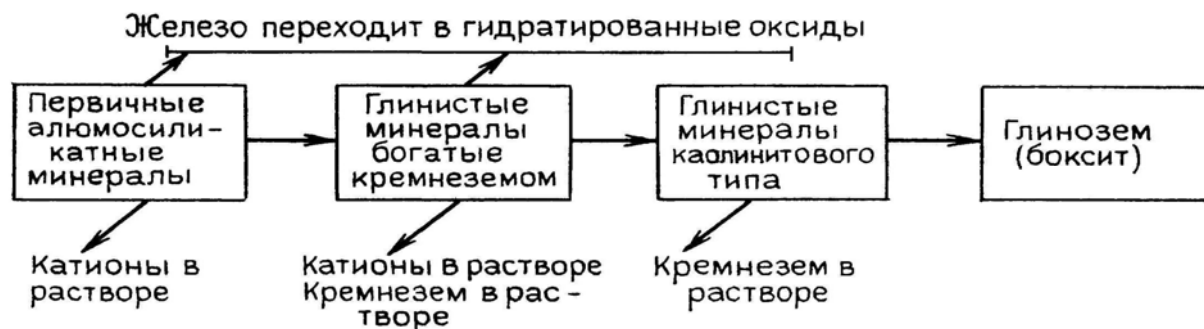 Железо переходит в гидратированные оксиды
Первичные
алюмосили-
катные
минералы
Глинистые
минералы
богатые
кремнеземом
Глинистые
минералы
каолинитового
типа
Глинозем
(боксит)
Катионы в
растворе
Катионы в растворе
Кремнезем в рас-
творе
Кремнезем в
растворе